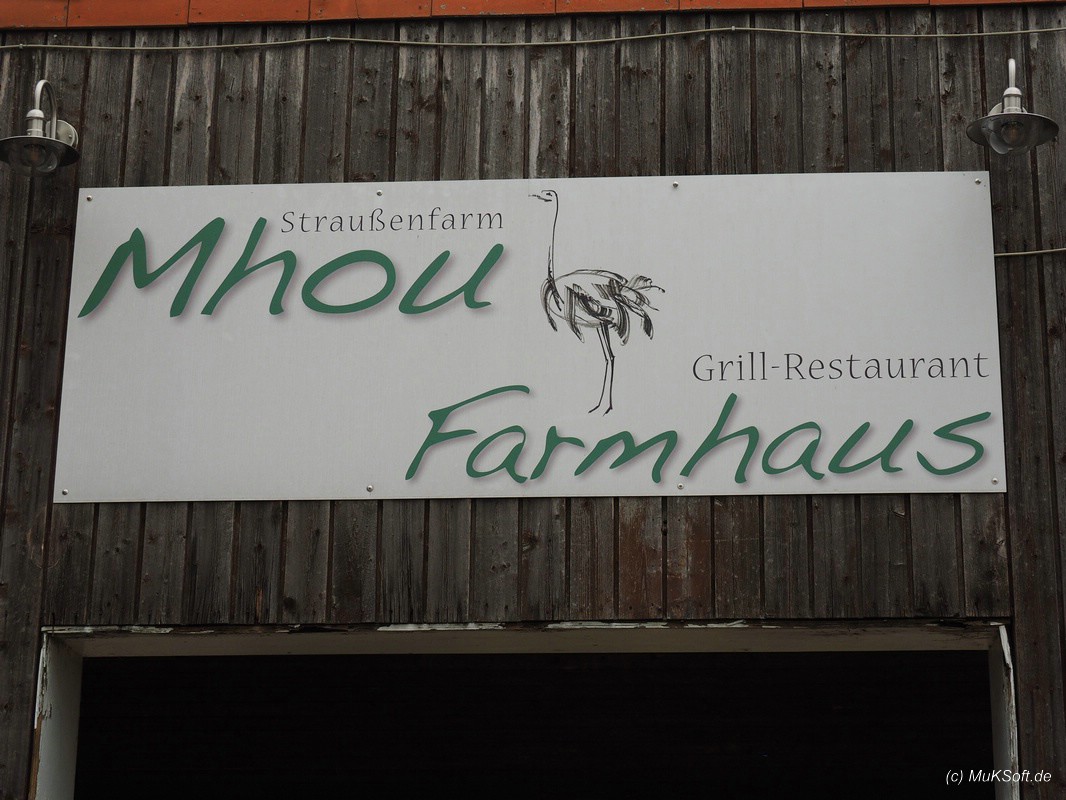 Straußenfarm
Mhou
Grill-Restaurant
Farmhaus
(c) MuKSoft.de